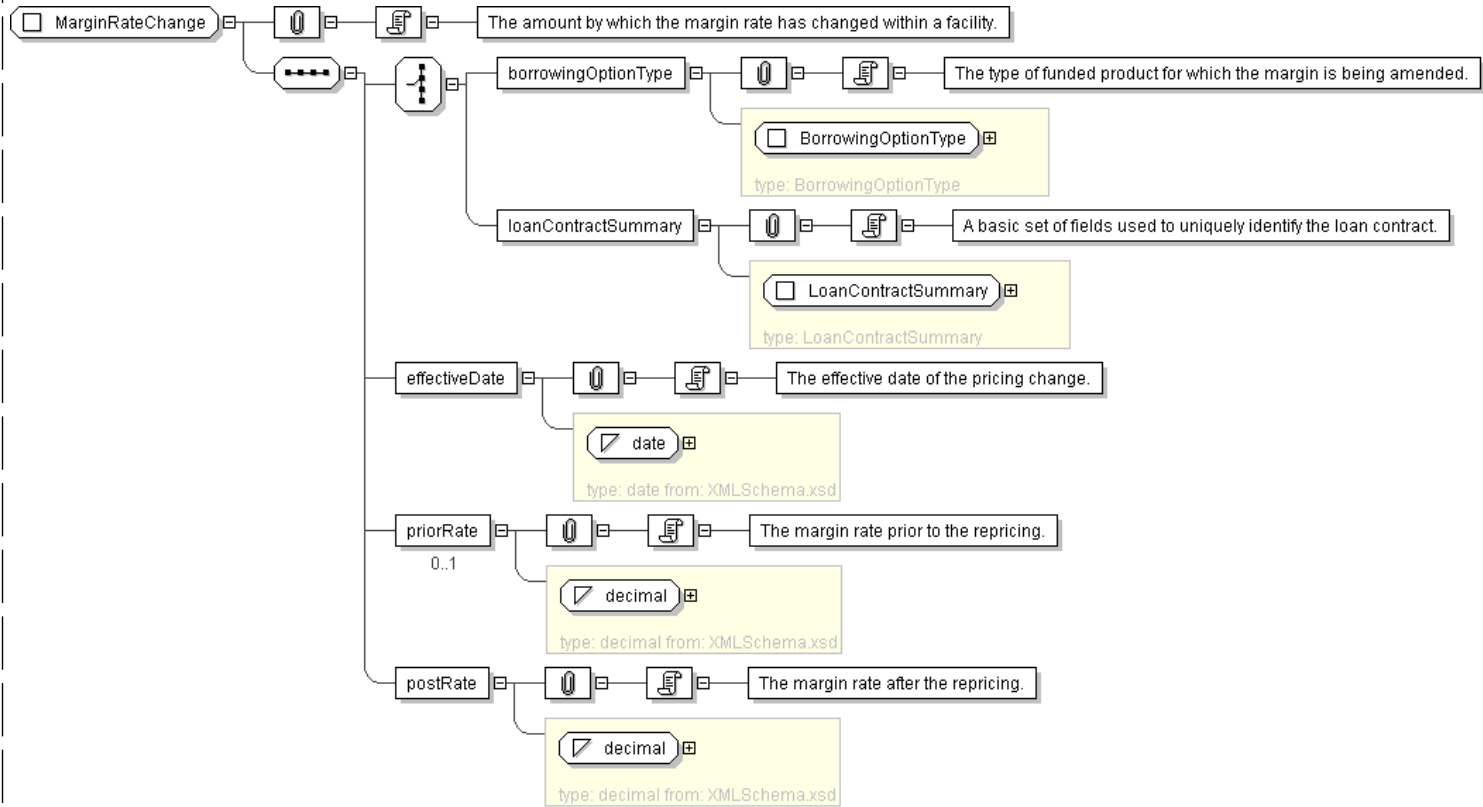 MarginRateChange
The amount by which the margin rate has changed within a facility.
borrowingOptionType
The type of funded product for which the margin is being amended.
BorrowingOptionType
type: BorrowingOptionType
loanContractSummary
A basic set of fields used to uniquely identify the loan contract.
LoanContractSummary
type: LoanContractSummary
effectiveDate
The effective date of the pricing change.
date
type: date from: XMLSchema.xsd
priorRate
The margin rate prior to the repricing.
0..1
decimal
type: decimal from: XMLSchema.xsd
postRate
The margin rate after the repricing.
decimal
type: decimal from: XMLSchema.xsd